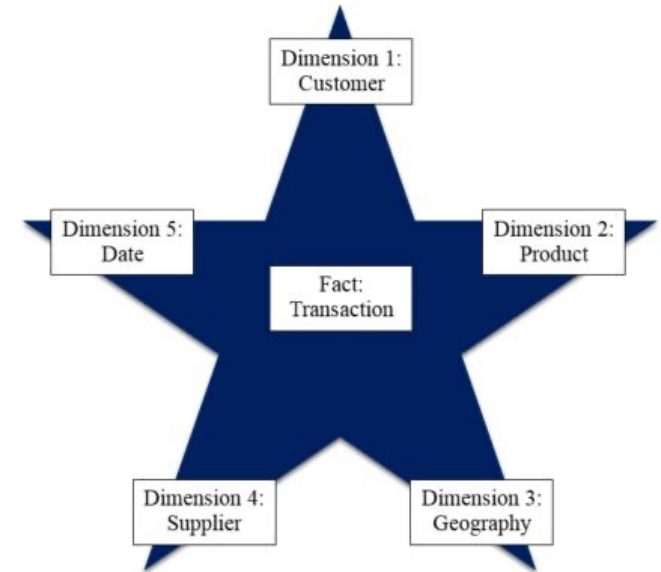 Dimension 1:
Customer
Dimension 5:
Date
Dimension 2:
Product
Fact:
Transaction
Dimension 4:
Supplier
Dimension 3:
Geography